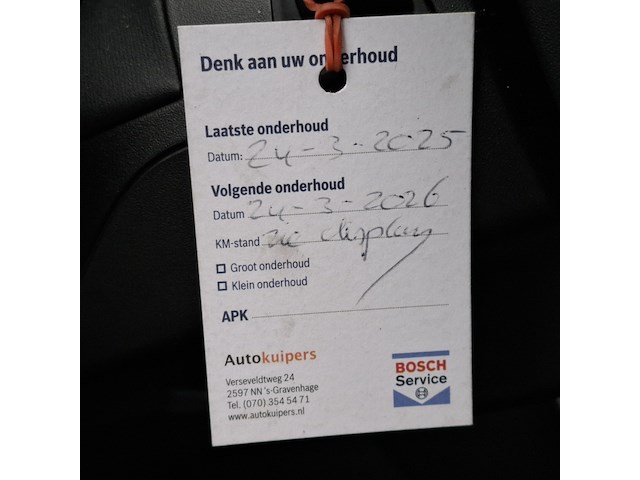 Denk aan uw onderhoud
Laatste onderhoud
Datum: 24-3-2025
Volgende onderhoud
Datum 24-3-2026
KM-stand zie display
Groot onderhoud
Klein onderhoud
APK
Autokuipers
Verseveldtweg 24
2597 NN 's-Gravenhage
Tel. (070) 354 54 71
www.autokuipers.nl
BOSCH
Service